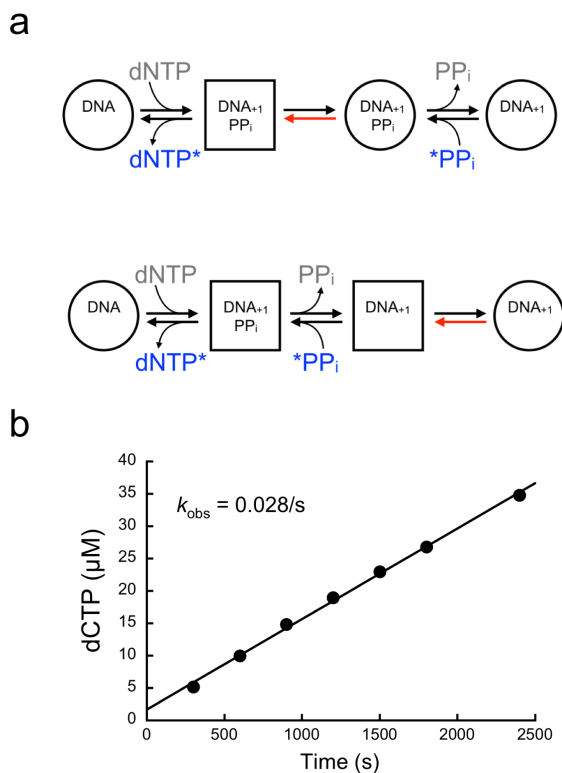 a
dNTP
PPi
DNA
DNA+1
PPi
DNA+1
PPi
DNA+1
dNTP*
*PPi
dNTP
PPi
DNA
DNA+1
PPi
DNA+1
DNA+1
dNTP*
*PPi
b
40
35
30
25
20
15
10
5
0
dCTP (µM)
kobs = 0.028/s
0 500 1000 1500 2000 2500
Time (s)